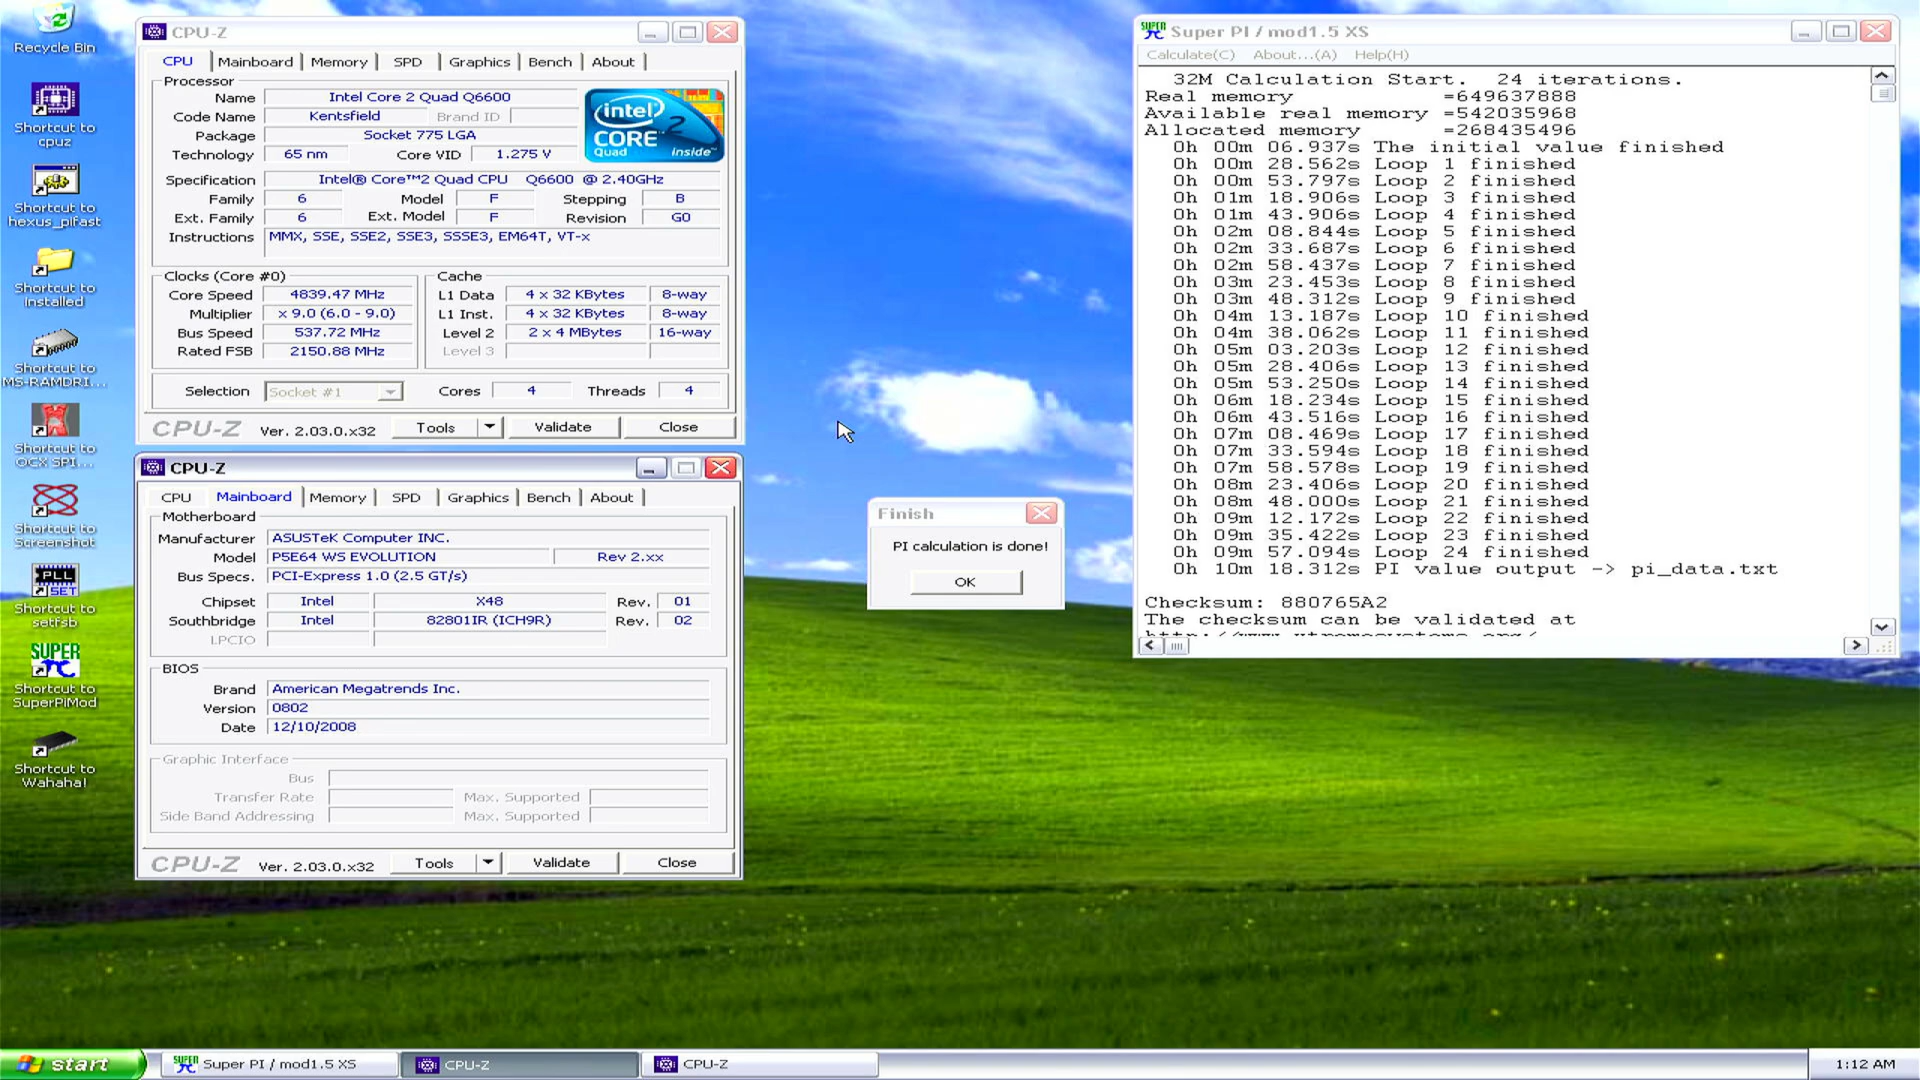 Recycle Bin
Shortcut to
cpuz
Shortcut to
hexus_pifast
Shortcut to
Installed
Shortcut to
MS-RAMDRI...
Shortcut to
OCX SPI...
Shortcut to
Screenshot
PLL
SET
Shortcut to
setfsb
SUPER
π
Shortcut to
SuperPIMod
Shortcut to
Wahaha!
CPU-Z
CPU Mainboard Memory SPD Graphics Bench About
Processor
Name Intel Core 2 Quad Q6600
Code Name Kentsfield Brand ID
Package Socket 775 LGA
Technology 65 nm Core VID 1.275 V
intel
CORE 2
Quad inside™
Specification Intel® Core™2 Quad CPU Q6600 @ 2.40GHz
Family 6 Model F Stepping B
Ext. Family 6 Ext. Model F Revision G0
Instructions MMX, SSE, SSE2, SSE3, SSSE3, EM64T, VT-x
Clocks (Core #0)
Core Speed 4839.47 MHz
Multiplier x 9.0 (6.0 - 9.0)
Bus Speed 537.72 MHz
Rated FSB 2150.88 MHz
Cache
L1 Data 4 x 32 KBytes 8-way
L1 Inst. 4 x 32 KBytes 8-way
Level 2 2 x 4 MBytes 16-way
Level 3
Selection Socket #1 Cores 4 Threads 4
CPU-Z Ver. 2.03.0.x32 Tools Validate Close
CPU-Z
CPU Mainboard Memory SPD Graphics Bench About
Motherboard
Manufacturer ASUSTeK Computer INC.
Model P5E64 WS EVOLUTION Rev 2.xx
Bus Specs. PCI-Express 1.0 (2.5 GT/s)
Chipset Intel X48 Rev. 01
Southbridge Intel 82801IR (ICH9R) Rev. 02
LPCIO
BIOS
Brand American Megatrends Inc.
Version 0802
Date 12/10/2008
Graphic Interface
Bus
Transfer Rate Max. Supported
Side Band Addressing Max. Supported
CPU-Z Ver. 2.03.0.x32 Tools Validate Close
Finish
PI calculation is done!
OK
Super PI / mod1.5 XS
Calculate(C) About...(A) Help(H)
32M Calculation Start. 24 iterations.
Real memory =649637888
Available real memory =542035968
Allocated memory =268435496
0h 00m 06.937s The initial value finished
0h 00m 28.562s Loop 1 finished
0h 00m 53.797s Loop 2 finished
0h 01m 18.906s Loop 3 finished
0h 01m 43.906s Loop 4 finished
0h 02m 08.844s Loop 5 finished
0h 02m 33.687s Loop 6 finished
0h 02m 58.437s Loop 7 finished
0h 03m 23.453s Loop 8 finished
0h 03m 48.312s Loop 9 finished
0h 04m 13.187s Loop 10 finished
0h 04m 38.062s Loop 11 finished
0h 05m 03.203s Loop 12 finished
0h 05m 28.406s Loop 13 finished
0h 05m 53.250s Loop 14 finished
0h 06m 18.234s Loop 15 finished
0h 06m 43.516s Loop 16 finished
0h 07m 08.469s Loop 17 finished
0h 07m 33.594s Loop 18 finished
0h 07m 58.578s Loop 19 finished
0h 08m 23.406s Loop 20 finished
0h 08m 48.000s Loop 21 finished
0h 09m 12.172s Loop 22 finished
0h 09m 35.422s Loop 23 finished
0h 09m 57.094s Loop 24 finished
0h 10m 18.312s PI value output -> pi_data.txt
Checksum: 880765A2
The checksum can be validated at
start Super PI / mod1.5 XS CPU-Z CPU-Z 1:12 AM